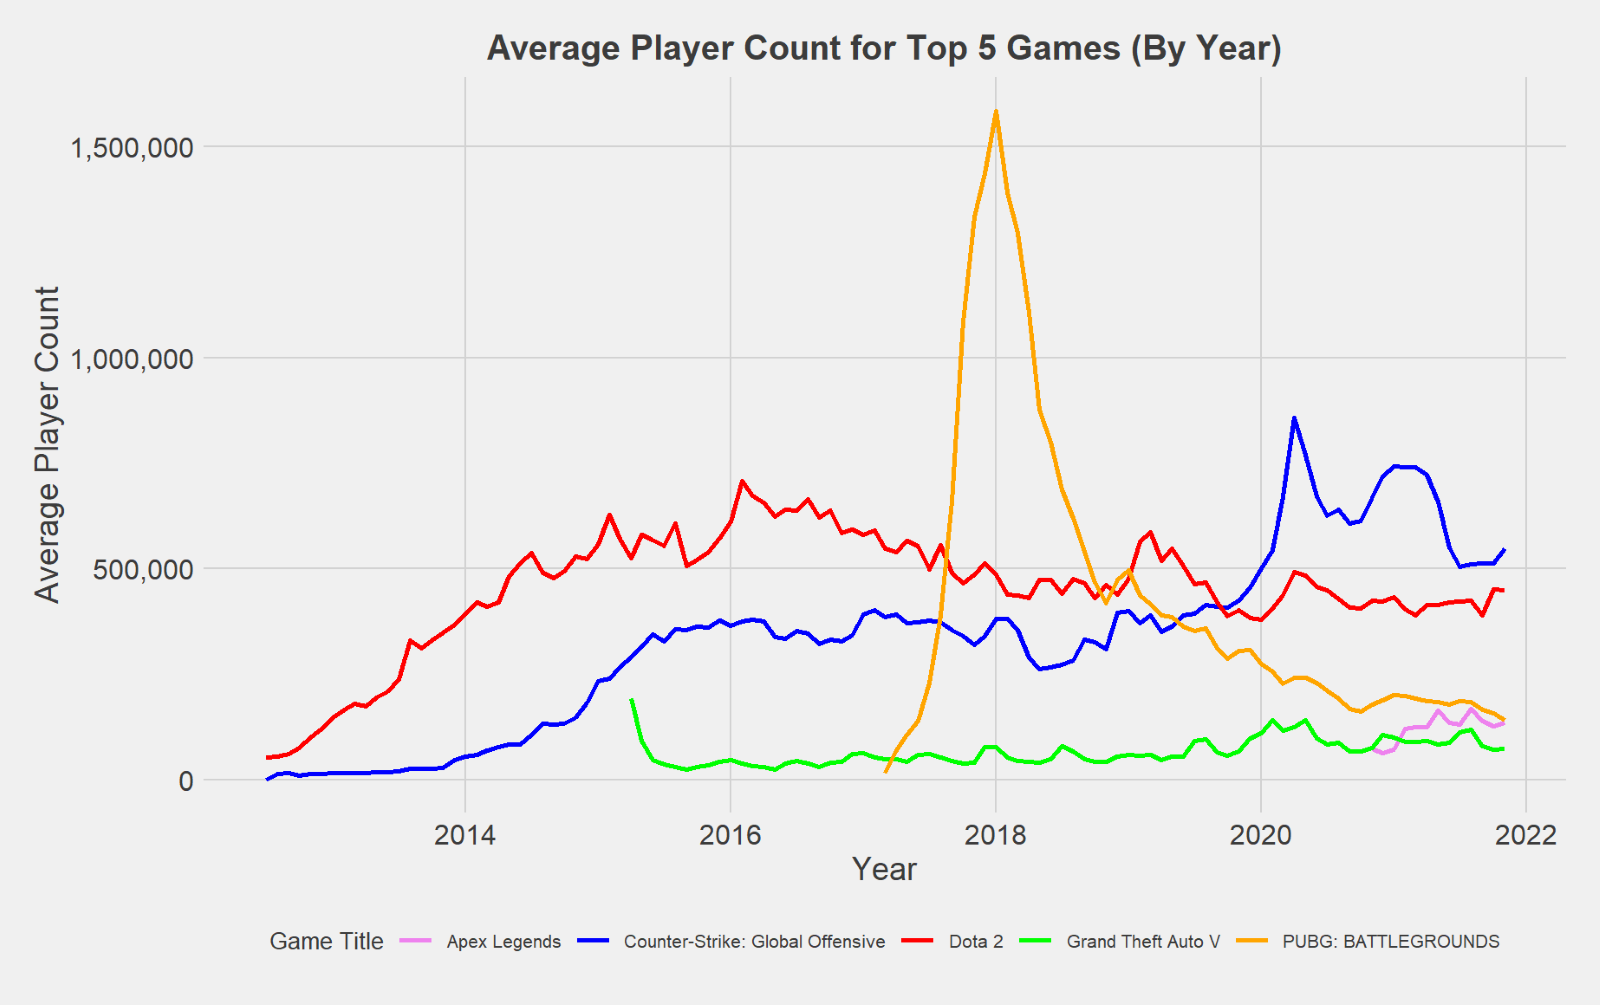 Average Player Count for Top 5 Games (By Year)
Average Player Count
1,500,000
1,000,000
500,000
0
2014 2016 2018 2020 2022
Year
Game Title Apex Legends Counter-Strike: Global Offensive Dota 2 Grand Theft Auto V PUBG: BATTLEGROUNDS